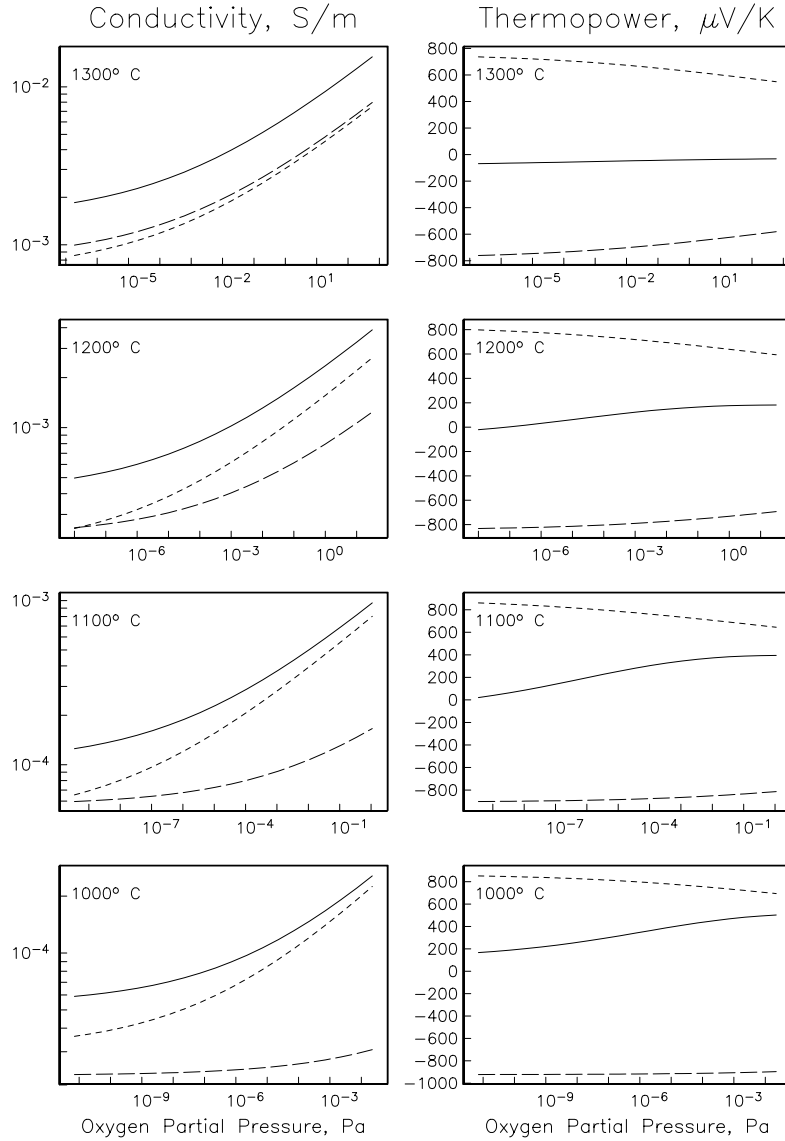 Conductivity, S/m
Thermopower, μV/K
1300° C
10⁻²
10⁻³
10⁻⁵ 10⁻² 10¹
1300° C
800
600
400
200
0
−200
−400
−600
−800
10⁻⁵ 10⁻² 10¹
1200° C
10⁻³
10⁻⁶ 10⁻³ 10⁰
1200° C
800
600
400
200
0
−200
−400
−600
−800
10⁻⁶ 10⁻³ 10⁰
1100° C
10⁻³
10⁻⁴
10⁻⁷ 10⁻⁴ 10⁻¹
1100° C
800
600
400
200
0
−200
−400
−600
−800
10⁻⁷ 10⁻⁴ 10⁻¹
1000° C
10⁻⁴
10⁻⁹ 10⁻⁶ 10⁻³
Oxygen Partial Pressure, Pa
1000° C
800
600
400
200
0
−200
−400
−600
−800
−1000
10⁻⁹ 10⁻⁶ 10⁻³
Oxygen Partial Pressure, Pa